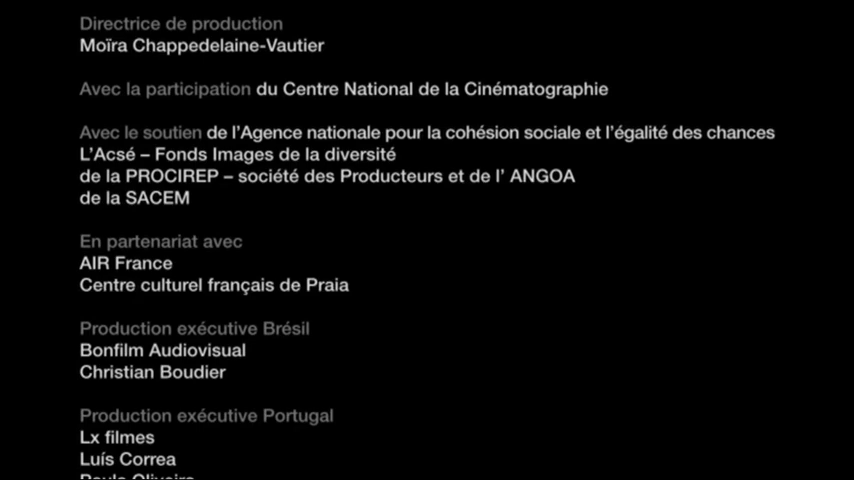 Directrice de production
Moïra Chappedelaine-Vautier
Avec la participation du Centre National de la Cinématographie
Avec le soutien de l'Agence nationale pour la cohésion sociale et l'égalité des chances
L'Acsé – Fonds Images de la diversité
de la PROCIREP – société des Producteurs et de l' ANGOA
de la SACEM
En partenariat avec
AIR France
Centre culturel français de Praia
Production exécutive Brésil
Bonfilm Audiovisual
Christian Boudier
Production exécutive Portugal
Lx filmes
Luís Correa